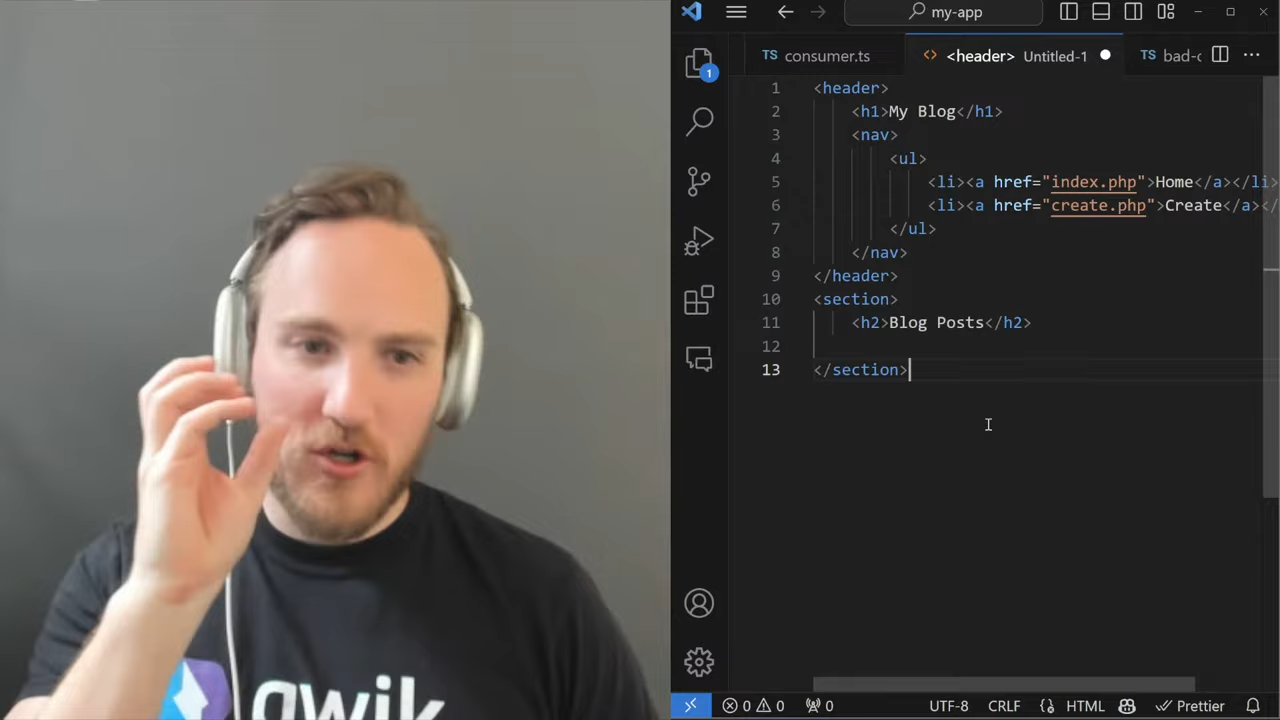 my-app
TS consumer.ts
<header> Untitled-1
TS bad-c
1
1 <header>
2 <h1>My Blog</h1>
3 <nav>
4 <ul>
5 <li><a href="index.php">Home</a></li>
6 <li><a href="create.php">Create</a></
7 </ul>
8 </nav>
9 </header>
10 <section>
11 <h2>Blog Posts</h2>
12
13 </section>
0 0 0 UTF-8 CRLF HTML Prettier
qwik